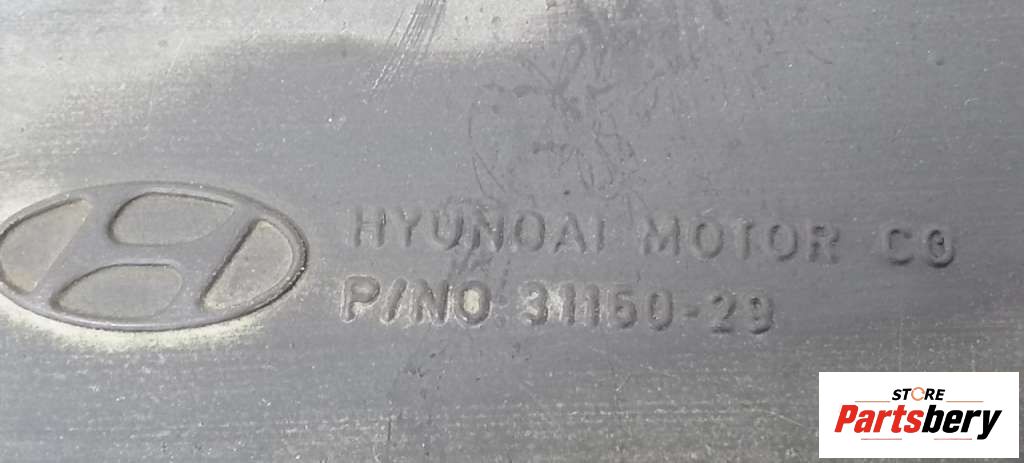 HYUNDAI MOTOR CO
P/NO 31150-29
STORE
Partsbery